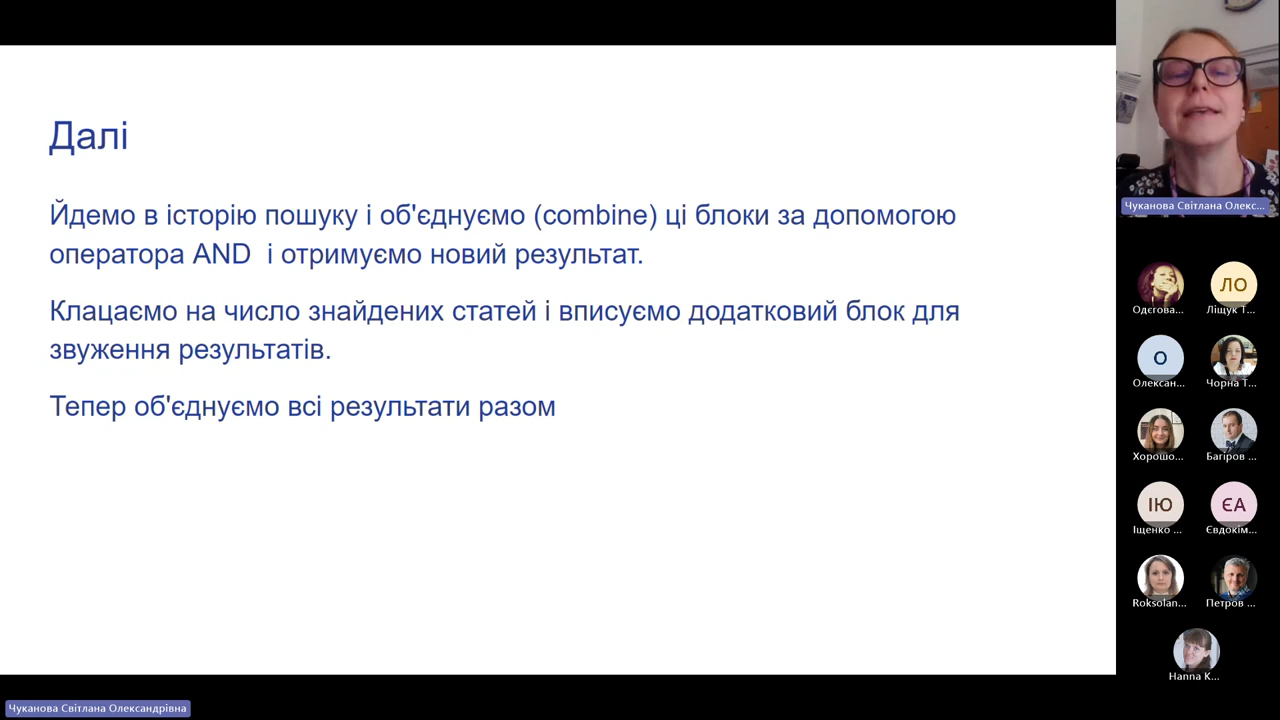 Далі
Йдемо в історію пошуку і об'єднуємо (combine) ці блоки за допомогою
оператора AND  і отримуємо новий результат.
Клацаємо на число знайдених статей і вписуємо додатковий блок для
звуження результатів.
Тепер об'єднуємо всі результати разом
Чуканова Світлана Олекс...
Одєгова...
ЛО
Ліщук Т...
О
Олексан...
Чорна Т...
Хорошо...
Багіров ...
ІЮ
Іщенко ...
ЄА
Євдокім...
Roksolan...
Петров ...
Hanna K...
Чуканова Світлана Олександрівна